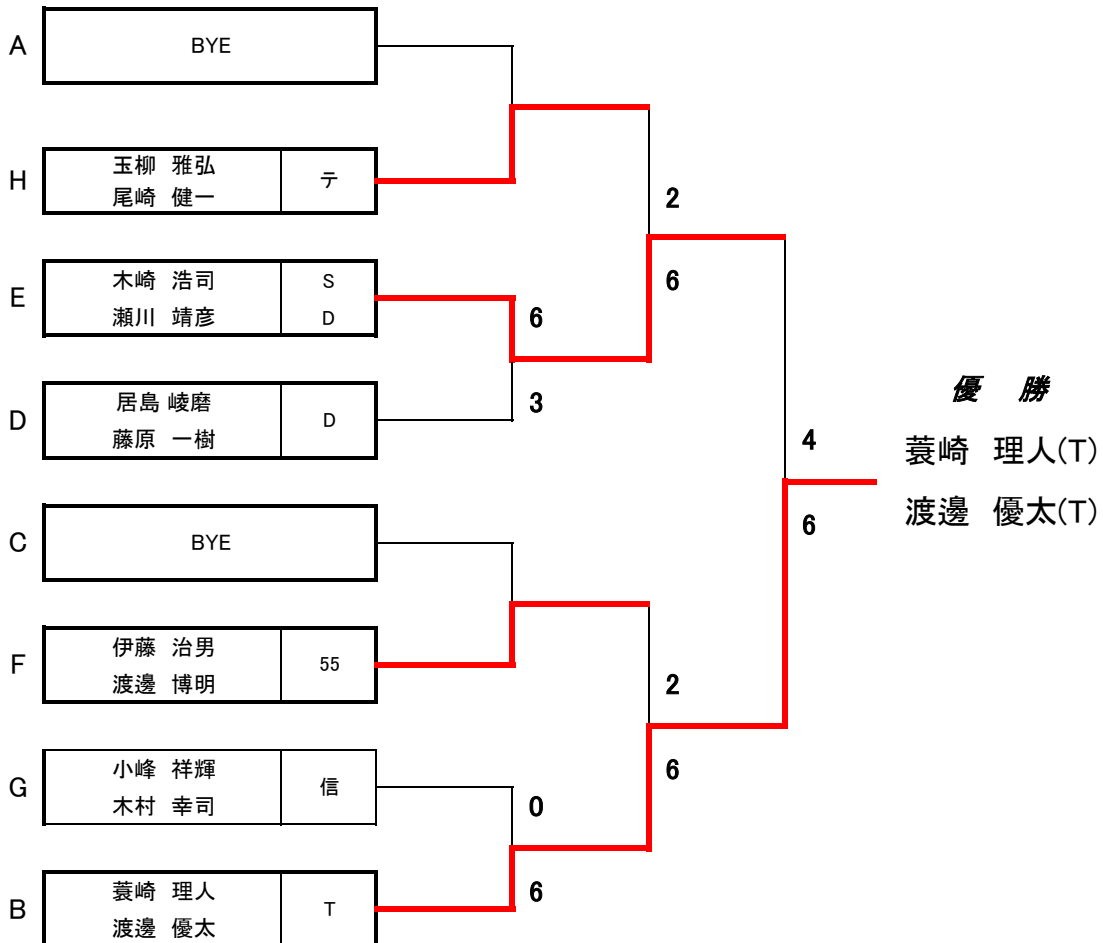 A BYE
H 玉柳 雅弘 テ
尾崎 健一
2
E 木崎 浩司 S
瀬川 靖彦 D
6
6
D 居島 崚磨 D
藤原 一樹
3
優 勝
4
蓑崎 理人(T)
渡邊 優太(T)
6
C BYE
F 伊藤 治男 55
渡邊 博明
2
G 小峰 祥輝 信
木村 幸司
6
0
B 蓑崎 理人 T
渡邊 優太
6